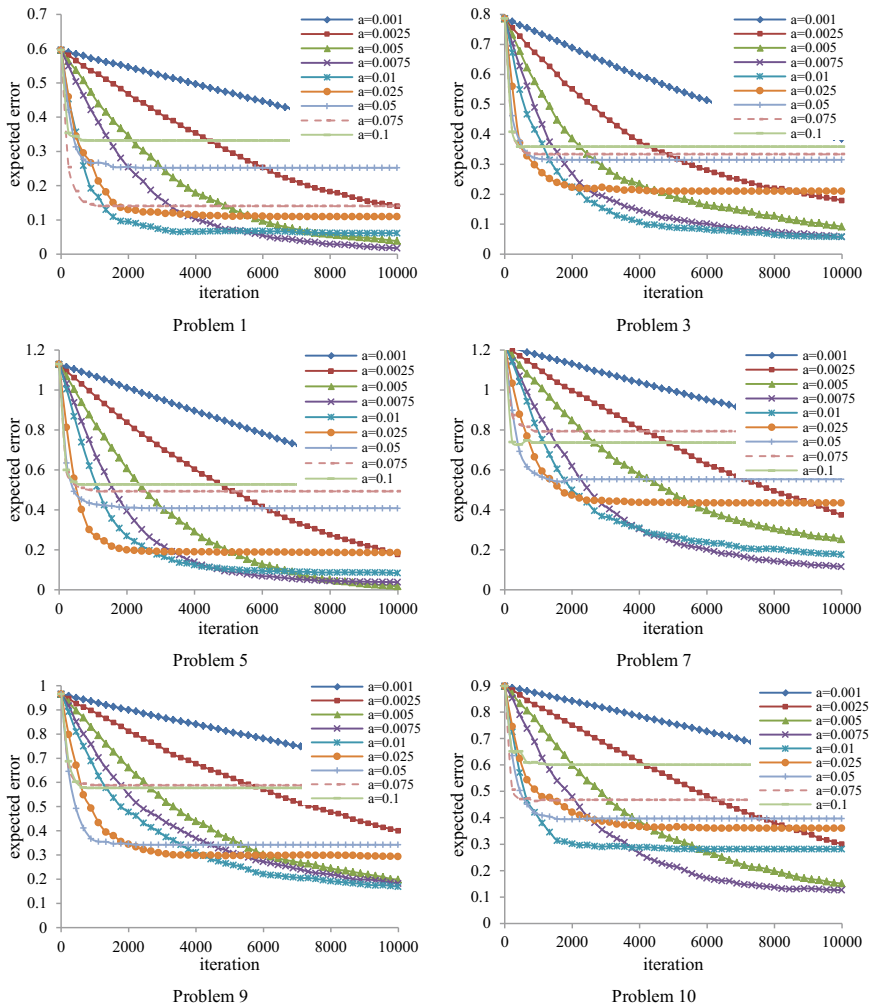 0.7
0.6
0.5
0.4
0.3
0.2
0.1
0
expected error
0 2000 4000 6000 8000 10000
iteration
a=0.001
a=0.0025
a=0.005
a=0.0075
a=0.01
a=0.025
a=0.05
a=0.075
a=0.1
Problem 1
0.8
0.7
0.6
0.5
0.4
0.3
0.2
0.1
0
expected error
0 2000 4000 6000 8000 10000
iteration
a=0.001
a=0.0025
a=0.005
a=0.0075
a=0.01
a=0.025
a=0.05
a=0.075
a=0.1
Problem 3
1.2
1
0.8
0.6
0.4
0.2
0
expected error
0 2000 4000 6000 8000 10000
iteration
a=0.001
a=0.0025
a=0.005
a=0.0075
a=0.01
a=0.025
a=0.05
a=0.075
a=0.1
Problem 5
1.2
1
0.8
0.6
0.4
0.2
0
expected error
0 2000 4000 6000 8000 10000
iteration
a=0.001
a=0.0025
a=0.005
a=0.0075
a=0.01
a=0.025
a=0.05
a=0.075
a=0.1
Problem 7
1
0.9
0.8
0.7
0.6
0.5
0.4
0.3
0.2
0.1
0
expected error
0 2000 4000 6000 8000 10000
iteration
a=0.001
a=0.0025
a=0.005
a=0.0075
a=0.01
a=0.025
a=0.05
a=0.075
a=0.1
Problem 9
0.9
0.8
0.7
0.6
0.5
0.4
0.3
0.2
0.1
0
expected error
0 2000 4000 6000 8000 10000
iteration
a=0.001
a=0.0025
a=0.005
a=0.0075
a=0.01
a=0.025
a=0.05
a=0.075
a=0.1
Problem 10